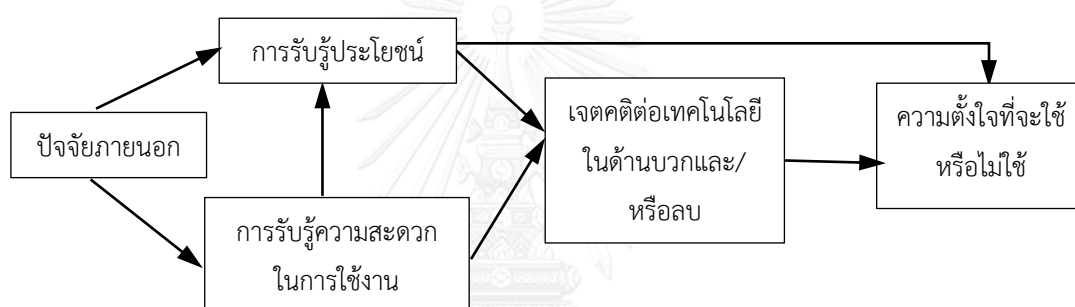 การรับรู้ประโยชน์
ปัจจัยภายนอก
การรับรู้ความสะดวก
ในการใช้งาน
เจตคติต่อเทคโนโลยี
ในด้านบวกและ/
หรือลบ
ความตั้งใจที่จะใช้
หรือไม่ใช้